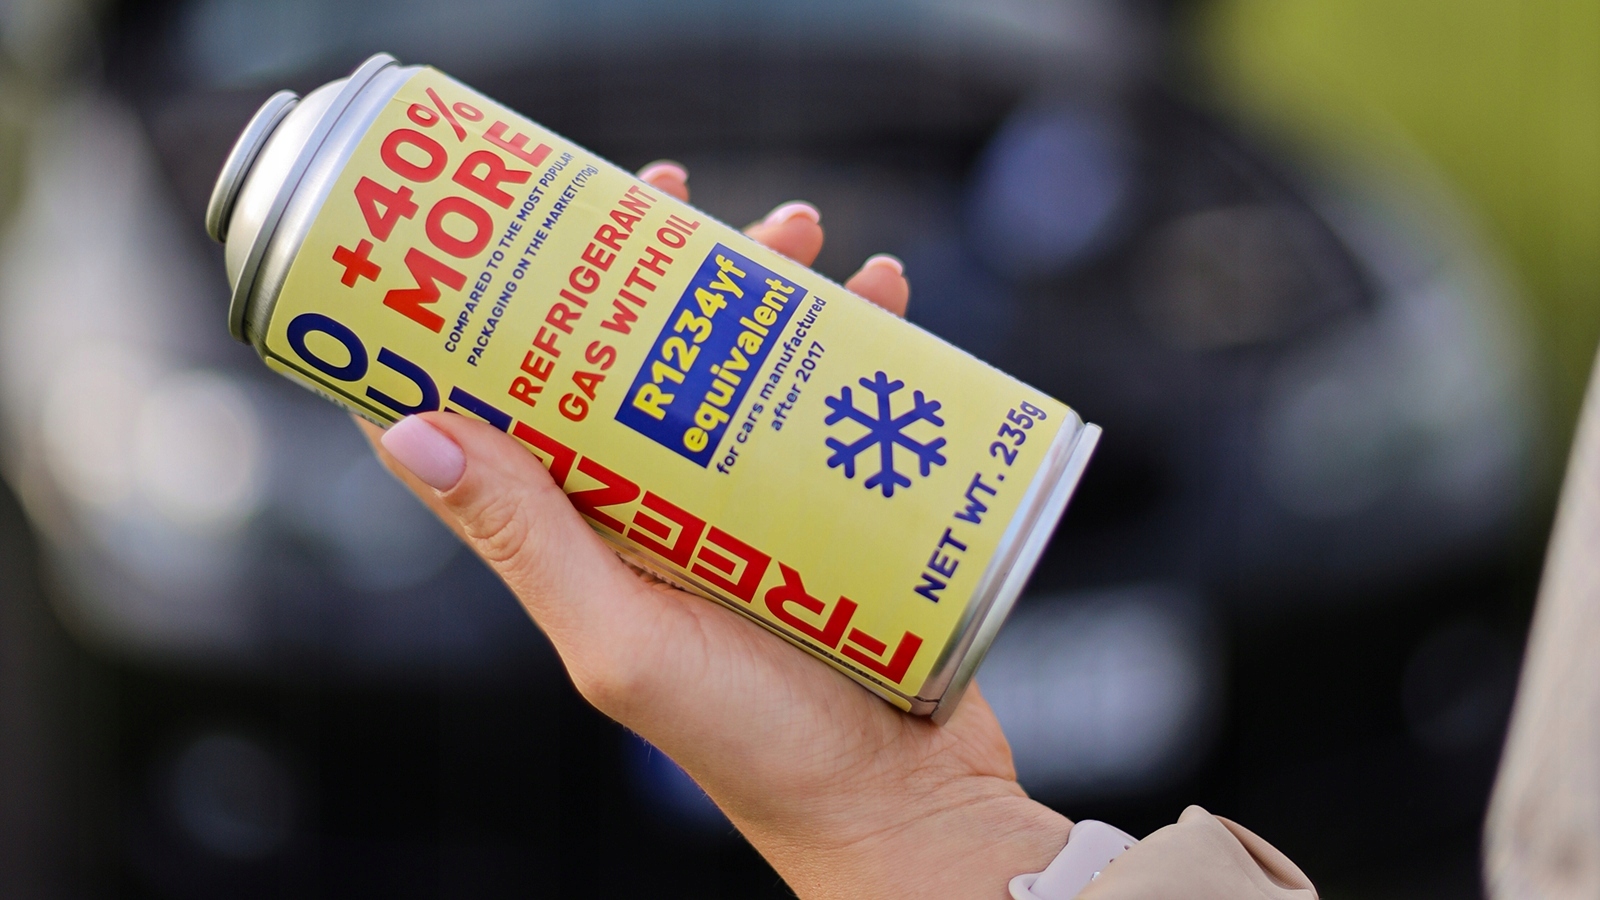 +40%
MORE
COMPARED TO THE MOST POPULAR
PACKAGING ON THE MARKET (170g)
REFRIGERANT
GAS WITH OIL
R1234yf
equivalent
for cars manufactured
after 2017
NET WT. 235g